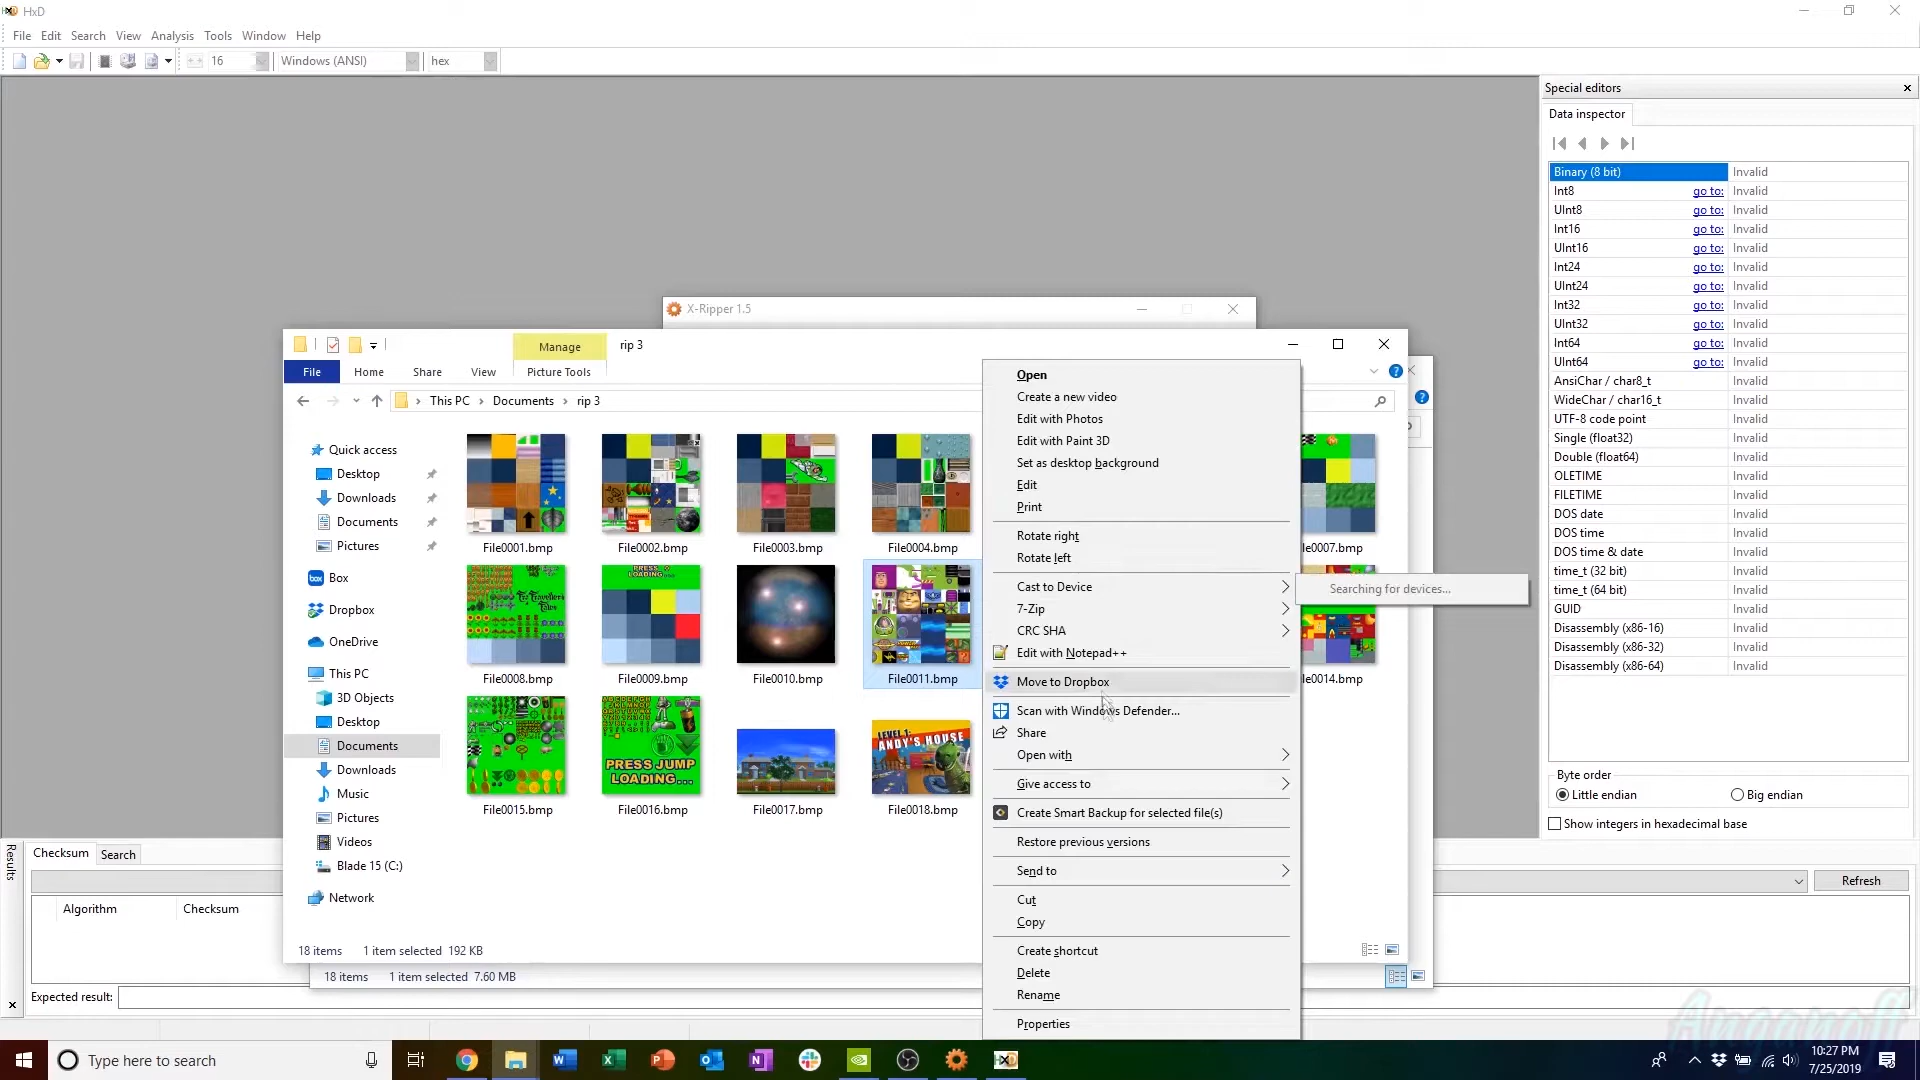 HxD
File Edit Search View Analysis Tools Window Help
16 Windows (ANSI) hex
Special editors
Data inspector
Binary (8 bit) Invalid
Int8 go to: Invalid
UInt8 go to: Invalid
Int16 go to: Invalid
UInt16 go to: Invalid
Int24 go to: Invalid
UInt24 go to: Invalid
Int32 go to: Invalid
UInt32 go to: Invalid
Int64 go to: Invalid
UInt64 go to: Invalid
AnsiChar / char8_t Invalid
WideChar / char16_t Invalid
UTF-8 code point Invalid
Single (float32) Invalid
Double (float64) Invalid
OLETIME Invalid
FILETIME Invalid
DOS date Invalid
DOS time Invalid
DOS time & date Invalid
time_t (32 bit) Invalid
time_t (64 bit) Invalid
GUID Invalid
Disassembly (x86-16) Invalid
Disassembly (x86-32) Invalid
Disassembly (x86-64) Invalid
Byte order
Little endian Big endian
Show integers in hexadecimal base
X-Ripper 1.5
Manage rip 3
File Home Share View Picture Tools
This PC > Documents > rip 3
Quick access
Desktop
Downloads
Documents
Pictures
Box
Dropbox
OneDrive
This PC
3D Objects
Desktop
Documents
Downloads
Music
Pictures
Videos
Blade 15 (C:)
Network
File0001.bmp File0002.bmp File0003.bmp File0004.bmp le0007.bmp
PRESS
LOADING...
Traveller's
Tales
File0008.bmp File0009.bmp File0010.bmp File0011.bmp le0014.bmp
PRESS JUMP
LOADING...
LEVEL 1:
ANDY'S HOUSE
File0015.bmp File0016.bmp File0017.bmp File0018.bmp
18 items 1 item selected 192 KB
18 items 1 item selected 7.60 MB
Open
Create a new video
Edit with Photos
Edit with Paint 3D
Set as desktop background
Edit
Print
Rotate right
Rotate left
Cast to Device
7-Zip
CRC SHA
Edit with Notepad++
Move to Dropbox
Scan with Windows Defender...
Share
Open with
Give access to
Create Smart Backup for selected file(s)
Restore previous versions
Send to
Cut
Copy
Create shortcut
Delete
Rename
Properties
Searching for devices...
Results
Checksum Search
Refresh
Algorithm Checksum
Expected result:
Anganoff
Type here to search
10:27 PM
7/25/2019